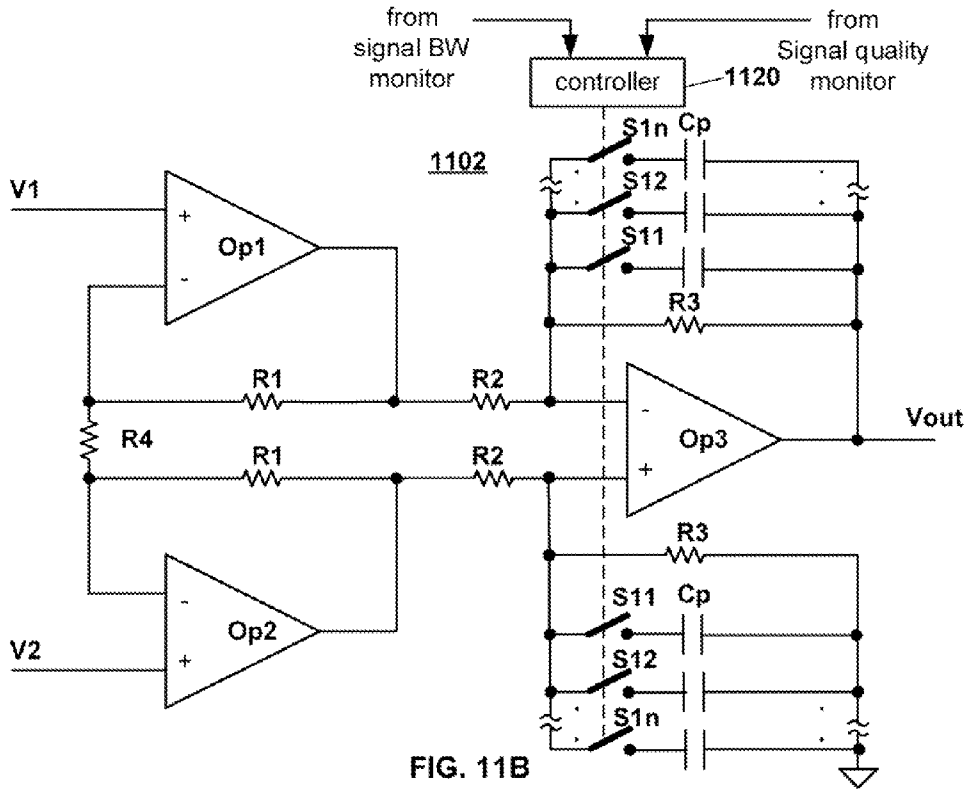 from
signal BW
monitor
from
Signal quality
monitor
controller
1120
1102
S1n
Cp
S12
S11
R3
V1
+
Op1
-
R1
R2
R4
R1
R2
-
Op3
+
Vout
R3
-
Op2
+
V2
S11
Cp
S12
S1n
FIG. 11B